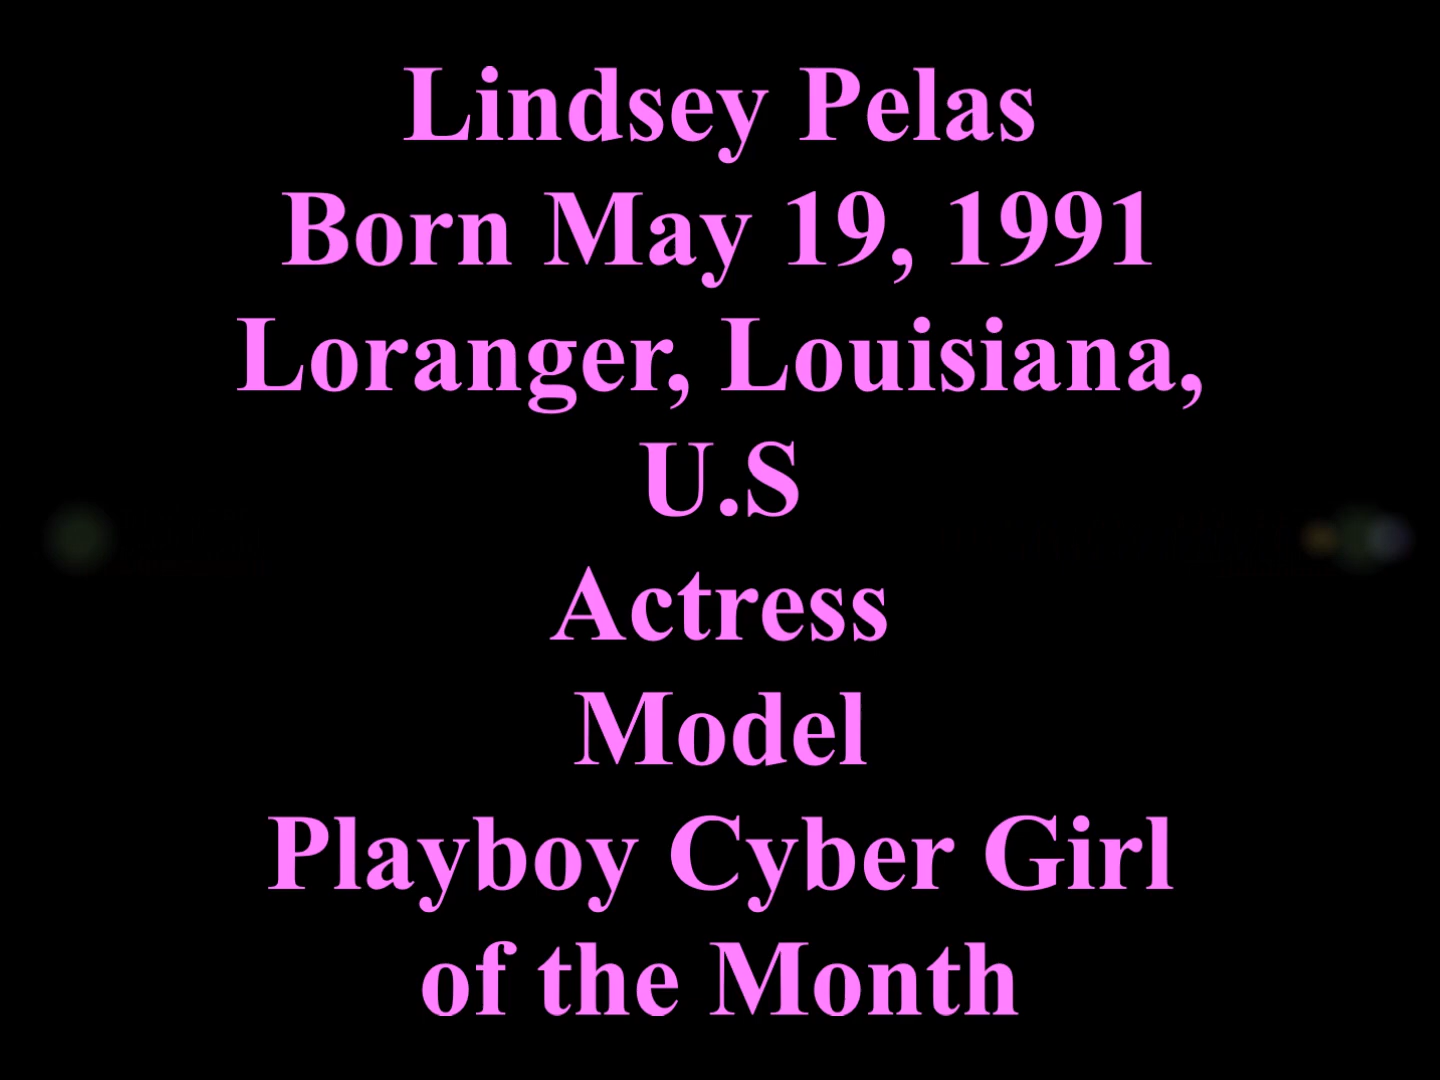 Lindsey Pelas
Born May 19, 1991
Loranger, Louisiana,
U.S
Actress
Model
Playboy Cyber Girl
of the Month